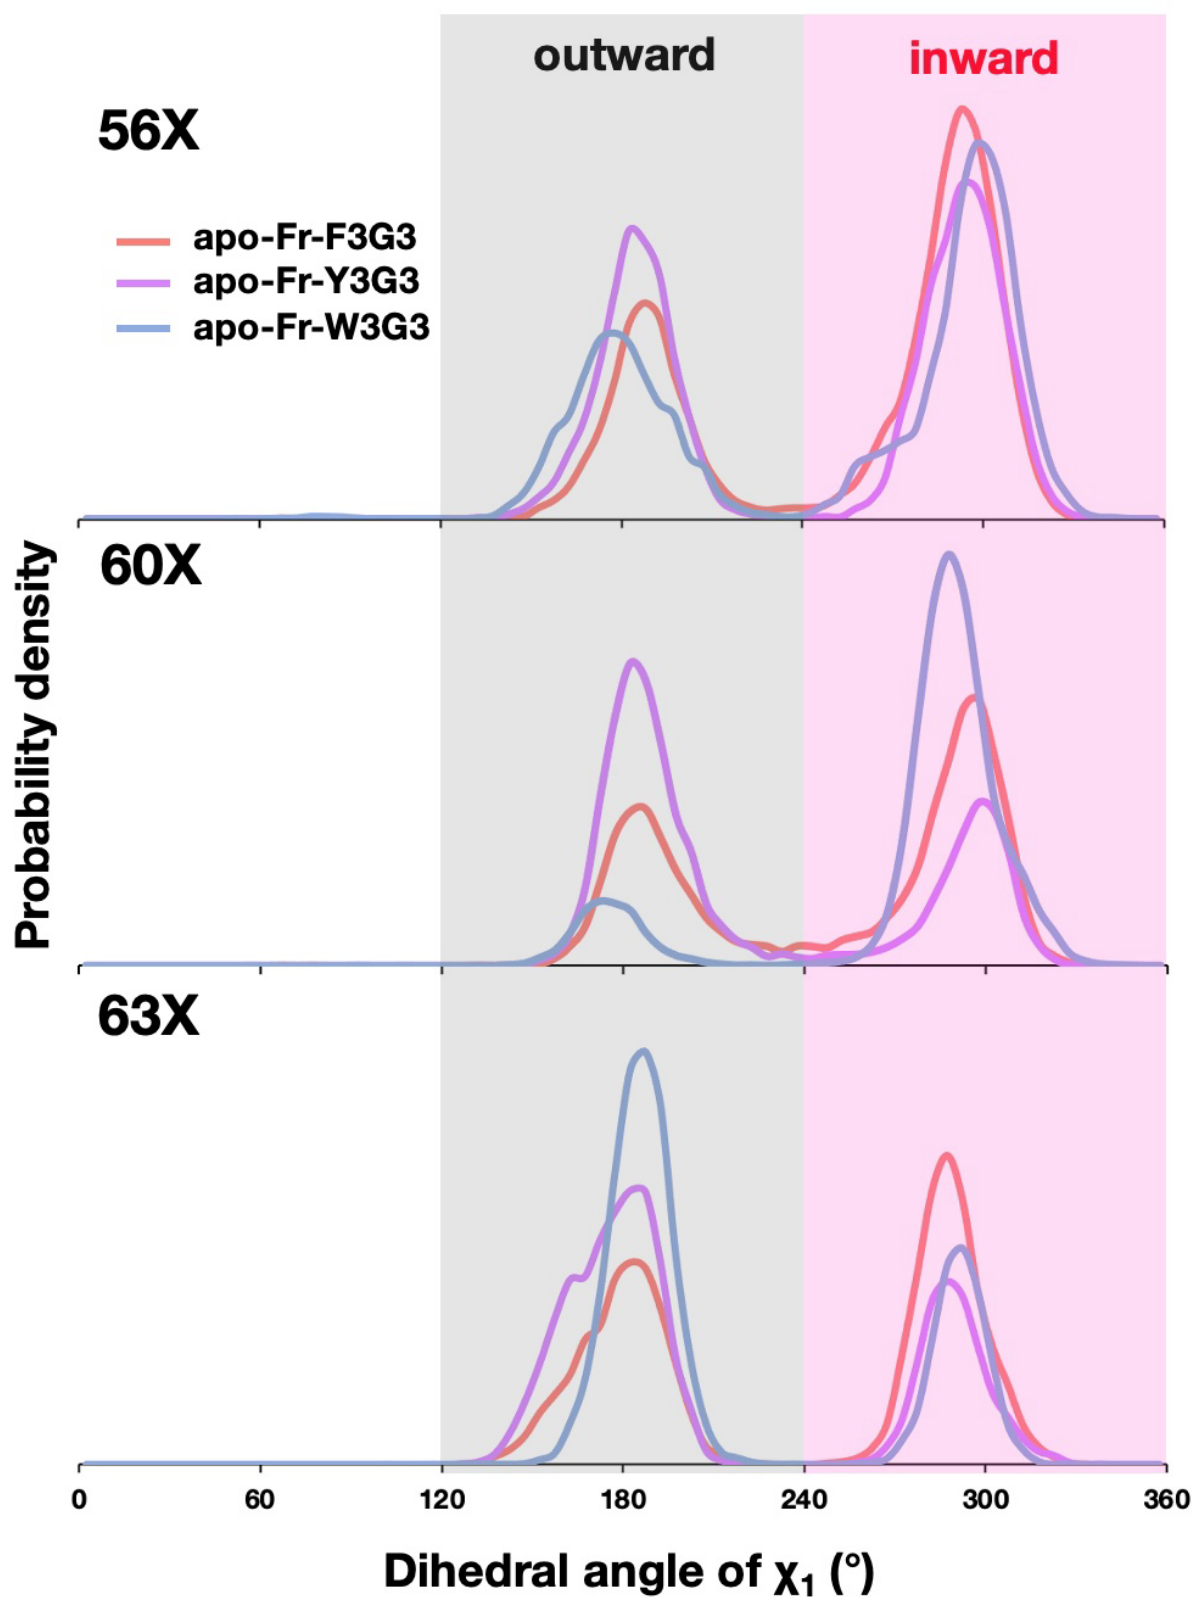 outward
inward
56X
apo-Fr-F3G3
apo-Fr-Y3G3
apo-Fr-W3G3
60X
Probability density
63X
0 60 120 180 240 300 360
Dihedral angle of χ₁ (°)